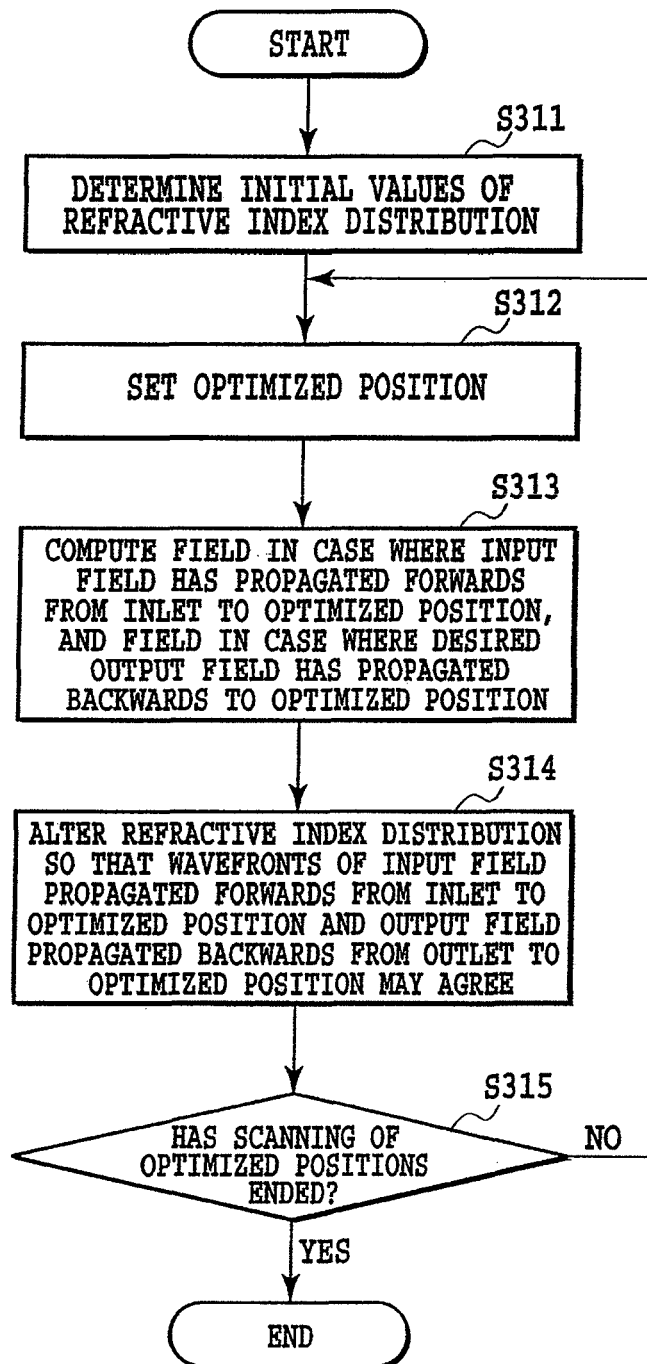 START
S311
DETERMINE INITIAL VALUES OF
REFRACTIVE INDEX DISTRIBUTION
S312
SET OPTIMIZED POSITION
S313
COMPUTE FIELD IN CASE WHERE INPUT
FIELD HAS PROPAGATED FORWARDS
FROM INLET TO OPTIMIZED POSITION,
AND FIELD IN CASE WHERE DESIRED
OUTPUT FIELD HAS PROPAGATED
BACKWARDS TO OPTIMIZED POSITION
S314
ALTER REFRACTIVE INDEX DISTRIBUTION
SO THAT WAVEFRONTS OF INPUT FIELD
PROPAGATED FORWARDS FROM INLET TO
OPTIMIZED POSITION AND OUTPUT FIELD
PROPAGATED BACKWARDS FROM OUTLET TO
OPTIMIZED POSITION MAY AGREE
S315
HAS SCANNING OF
OPTIMIZED POSITIONS
ENDED?
NO
YES
END